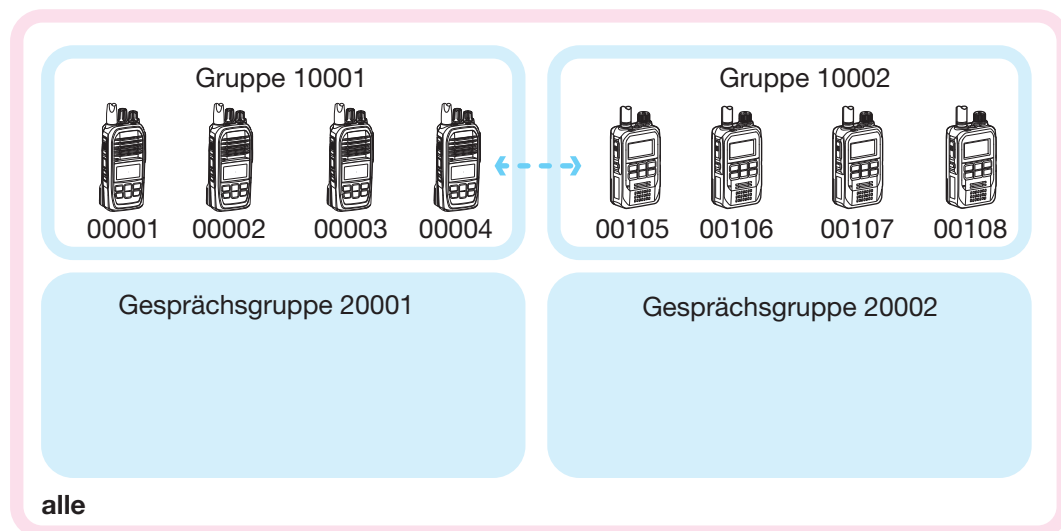 Gruppe 10001
Gruppe 10002
00001 00002 00003 00004
00105 00106 00107 00108
Gesprächsgruppe 20001
Gesprächsgruppe 20002
alle